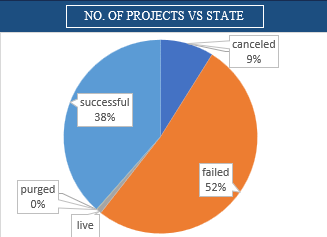 NO. OF PROJECTS VS STATE
canceled
9%
successful
38%
failed
52%
purged
0%
live